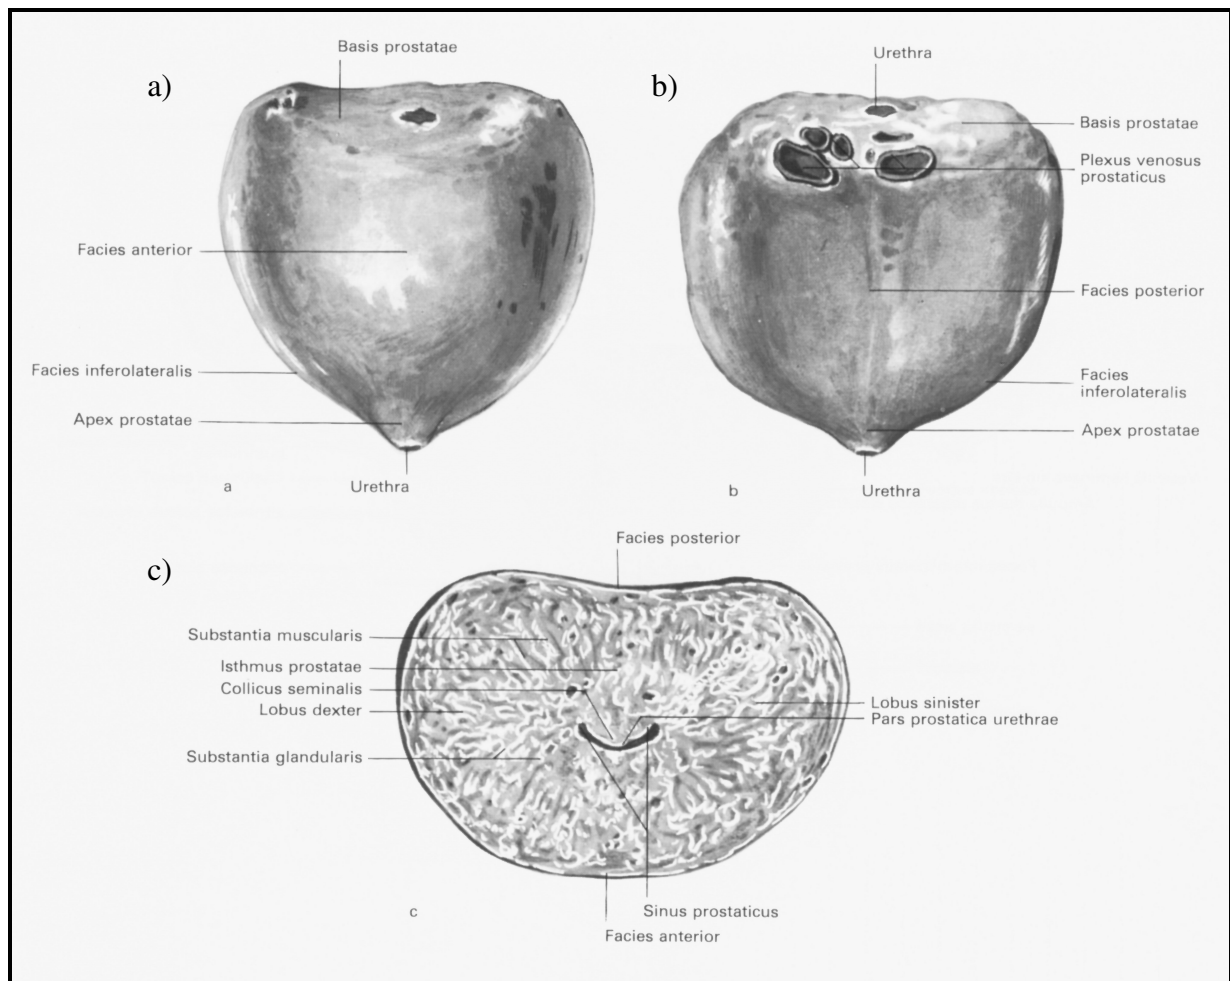 a)
Basis prostatae
Facies anterior
Facies inferolateralis
Apex prostatae
a
Urethra
b)
Urethra
Basis prostatae
Plexus venosus
prostaticus
Facies posterior
Facies
inferolateralis
Apex prostatae
b
Urethra
c)
Facies posterior
Substantia muscularis
Isthmus prostatae
Collicus seminalis
Lobus dexter
Substantia glandularis
Lobus sinister
Pars prostatica urethrae
c
Sinus prostaticus
Facies anterior